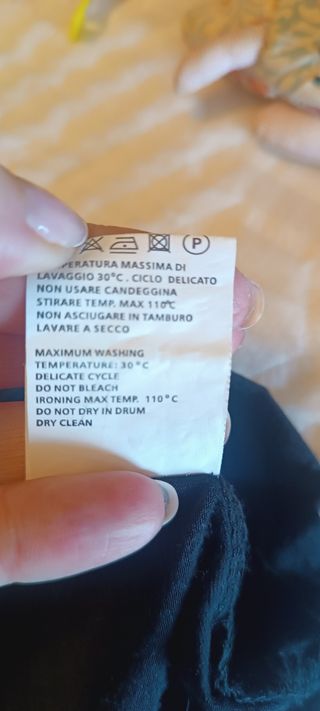 P
TEMPERATURA MASSIMA DI
LAVAGGIO 30°C . CICLO DELICATO
NON USARE CANDEGGINA
STIRARE TEMP. MAX 110°C
NON ASCIUGARE IN TAMBURO
LAVARE A SECCO
MAXIMUM WASHING
TEMPERATURE: 30°C
DELICATE CYCLE
DO NOT BLEACH
IRONING MAX TEMP. 110°C
DO NOT DRY IN DRUM
DRY CLEAN